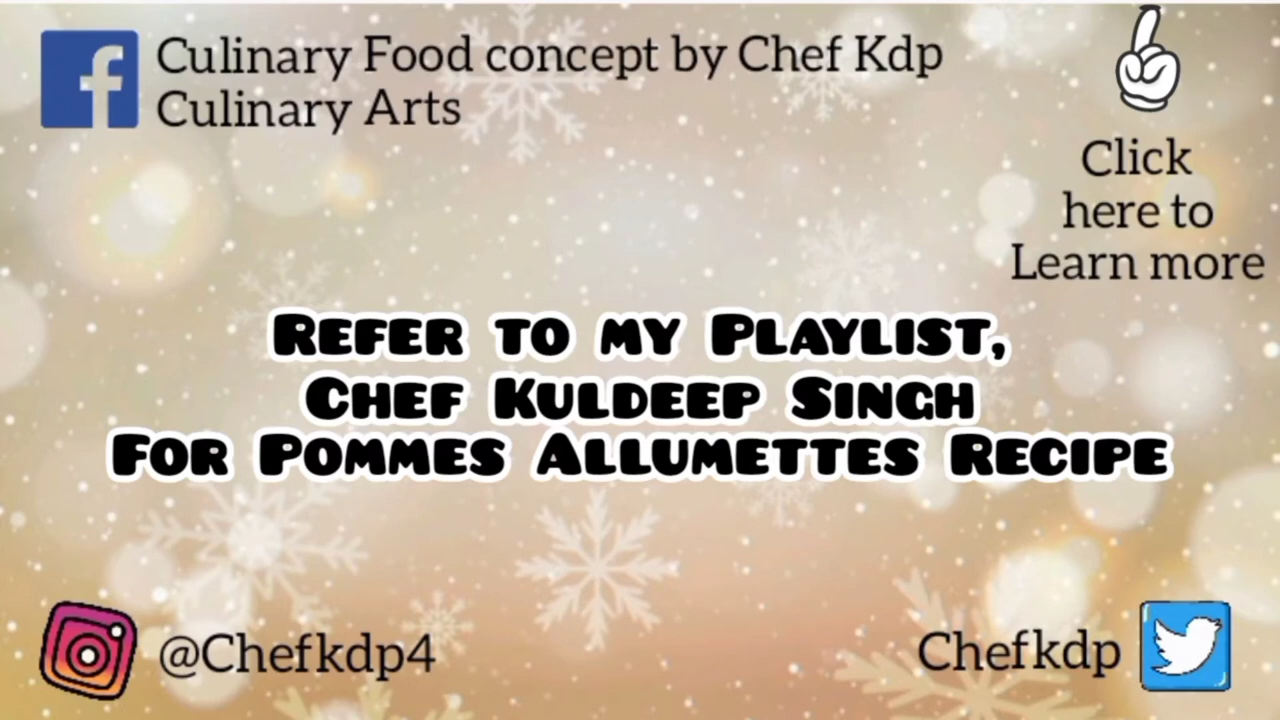 Culinary Food concept by Chef Kdp
Culinary Arts
Click
here to
Learn more
Refer to my Playlist,
Chef Kuldeep Singh
For Pommes Allumettes Recipe
@Chefkdp4
Chefkdp